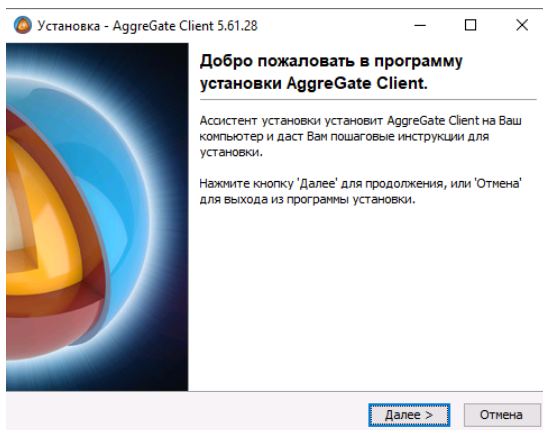 Установка - AggreGate Client 5.61.28
Добро пожаловать в программу
установки AggreGate Client.
Ассистент установки установит AggreGate Client на Ваш
компьютер и даст Вам пошаговые инструкции для
установки.
Нажмите кнопку 'Далее' для продолжения, или 'Отмена'
для выхода из программы установки.
Далее >
Отмена